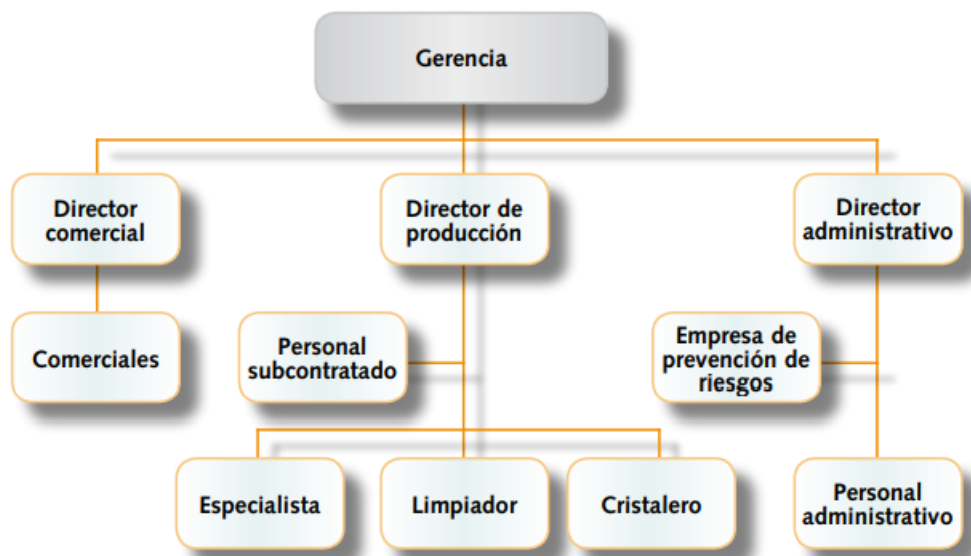 Gerencia
Director
comercial
Director de
producción
Director
administrativo
Comerciales
Personal
subcontratado
Empresa de
prevención de
riesgos
Especialista
Limpiador
Cristalero
Personal
administrativo